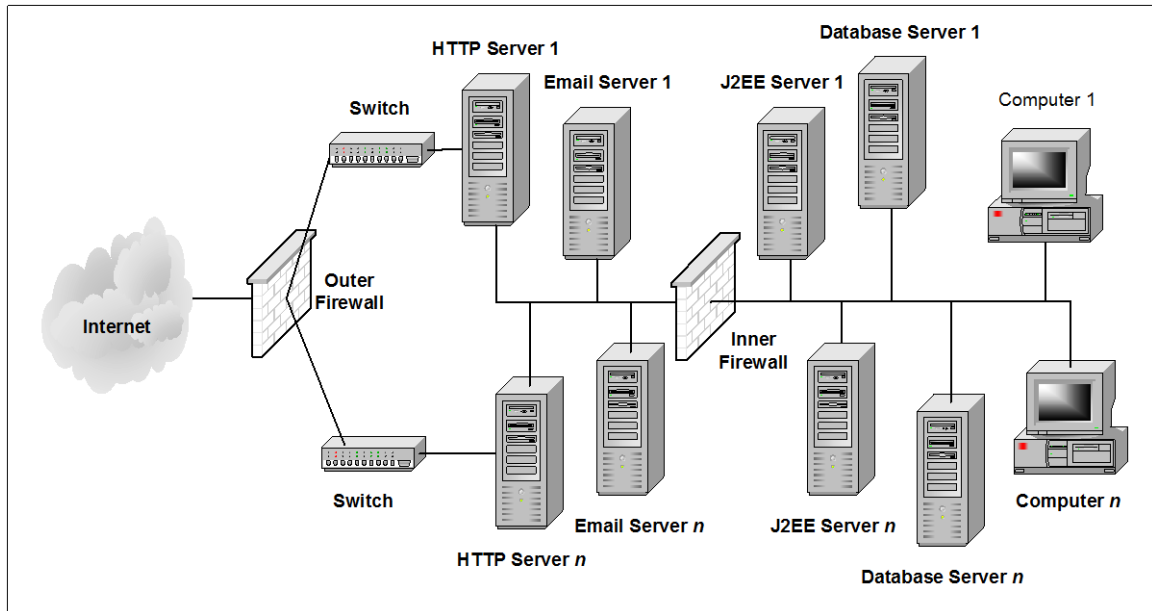 Database Server 1
HTTP Server 1
Email Server 1
J2EE Server 1
Computer 1
Switch
Outer
Firewall
Internet
Inner
Firewall
Switch
Email Server n
J2EE Server n
Computer n
HTTP Server n
Database Server n